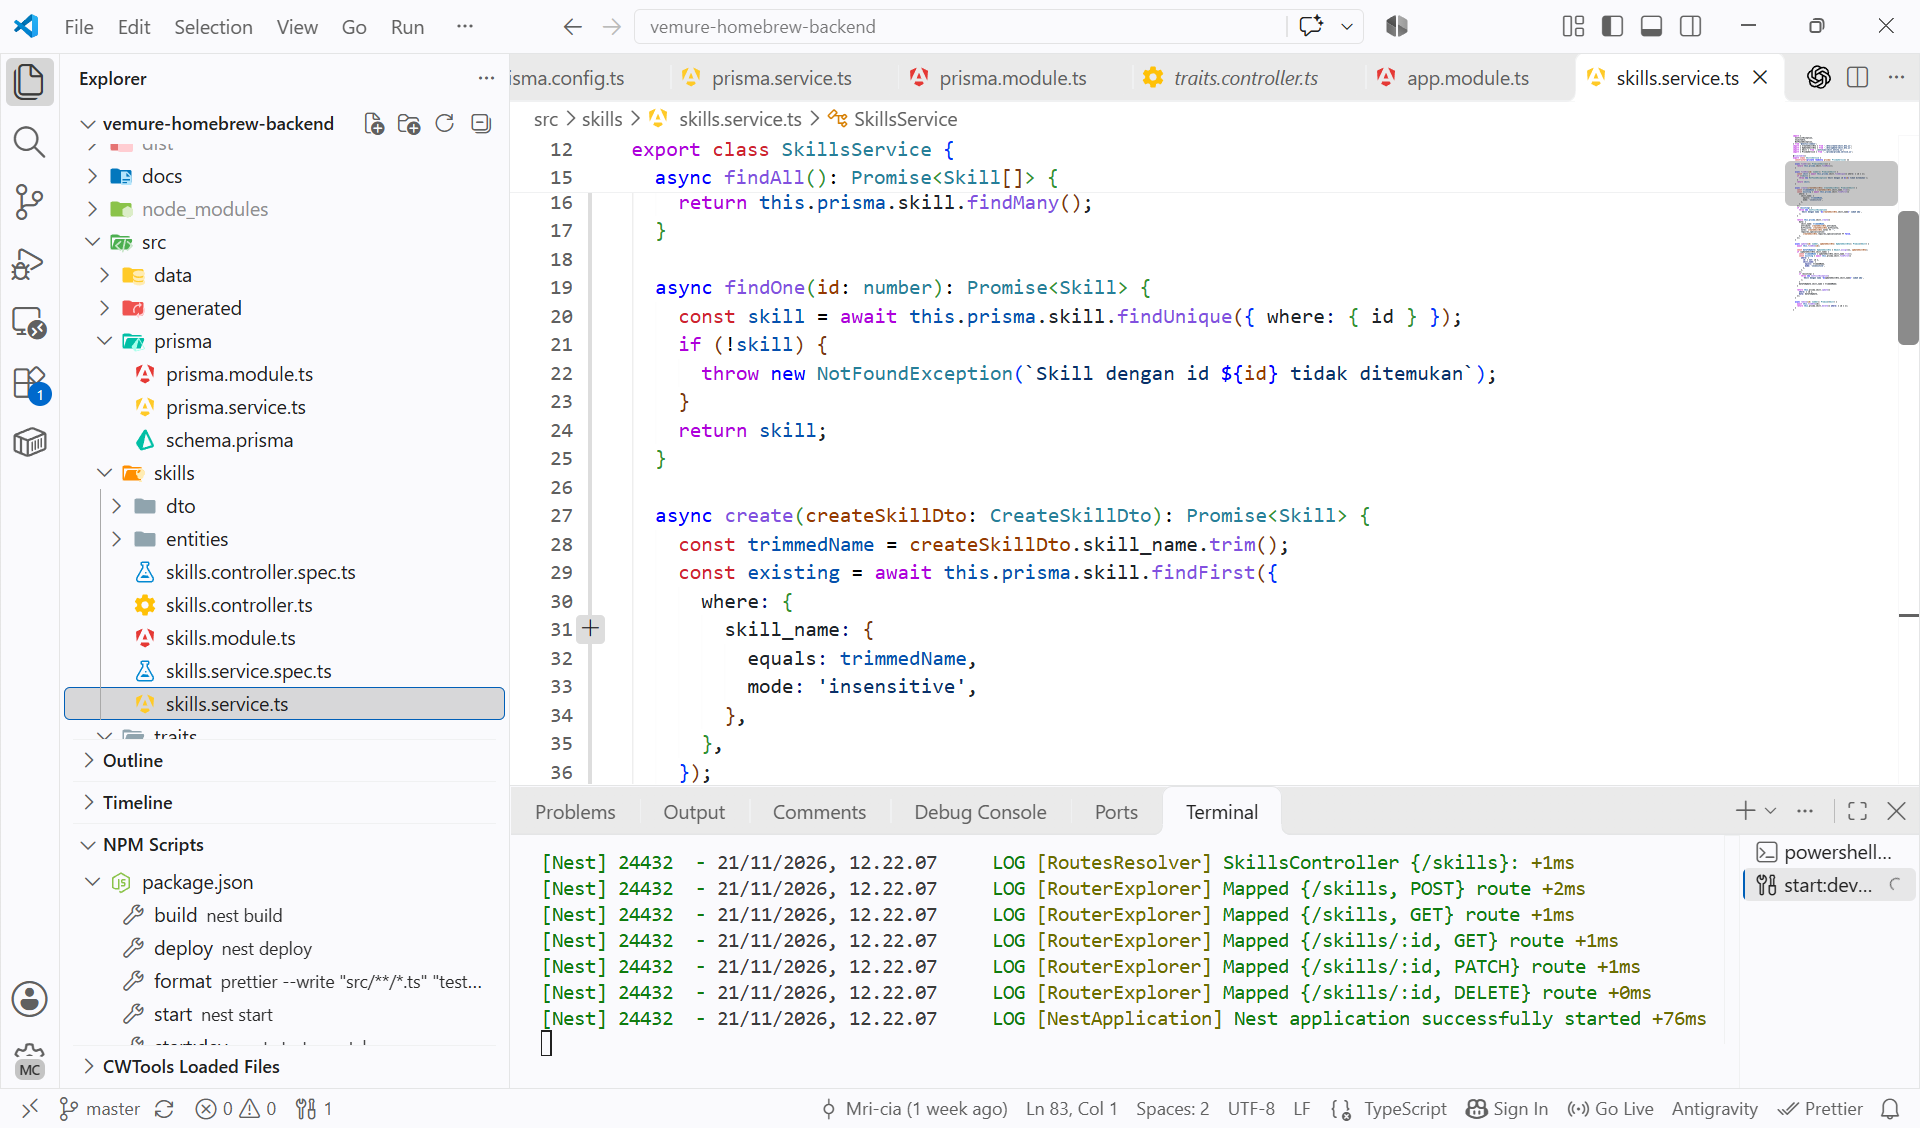 File Edit Selection View Go Run ···
vemure-homebrew-backend
Explorer ···
vemure-homebrew-backend
dist
docs
node_modules
src
data
generated
prisma
prisma.module.ts
prisma.service.ts
schema.prisma
skills
dto
entities
skills.controller.spec.ts
skills.controller.ts
skills.module.ts
skills.service.spec.ts
skills.service.ts
traits
Outline
Timeline
NPM Scripts
package.json
build nest build
deploy nest deploy
format prettier --write "src/**/*.ts" "test...
start nest start
CWTools Loaded Files
1
MC
isma.config.ts prisma.service.ts prisma.module.ts traits.controller.ts app.module.ts skills.service.ts
src > skills > skills.service.ts > SkillsService
12 export class SkillsService {
15 async findAll(): Promise<Skill[]> {
16 return this.prisma.skill.findMany();
17 }
18
19 async findOne(id: number): Promise<Skill> {
20 const skill = await this.prisma.skill.findUnique({ where: { id } });
21 if (!skill) {
22 throw new NotFoundException(`Skill dengan id ${id} tidak ditemukan`);
23 }
24 return skill;
25 }
26
27 async create(createSkillDto: CreateSkillDto): Promise<Skill> {
28 const trimmedName = createSkillDto.skill_name.trim();
29 const existing = await this.prisma.skill.findFirst({
30 where: {
31 skill_name: {
32 equals: trimmedName,
33 mode: 'insensitive',
34 },
35 },
36 });
Problems Output Comments Debug Console Ports Terminal
[Nest] 24432 - 21/11/2026, 12.22.07 LOG [RoutesResolver] SkillsController {/skills}: +1ms
[Nest] 24432 - 21/11/2026, 12.22.07 LOG [RouterExplorer] Mapped {/skills, POST} route +2ms
[Nest] 24432 - 21/11/2026, 12.22.07 LOG [RouterExplorer] Mapped {/skills, GET} route +1ms
[Nest] 24432 - 21/11/2026, 12.22.07 LOG [RouterExplorer] Mapped {/skills/:id, GET} route +1ms
[Nest] 24432 - 21/11/2026, 12.22.07 LOG [RouterExplorer] Mapped {/skills/:id, PATCH} route +1ms
[Nest] 24432 - 21/11/2026, 12.22.07 LOG [RouterExplorer] Mapped {/skills/:id, DELETE} route +0ms
[Nest] 24432 - 21/11/2026, 12.22.07 LOG [NestApplication] Nest application successfully started +76ms
powershell...
start:dev...
master 0 0 1 Mri-cia (1 week ago) Ln 83, Col 1 Spaces: 2 UTF-8 LF TypeScript Sign In Go Live Antigravity Prettier